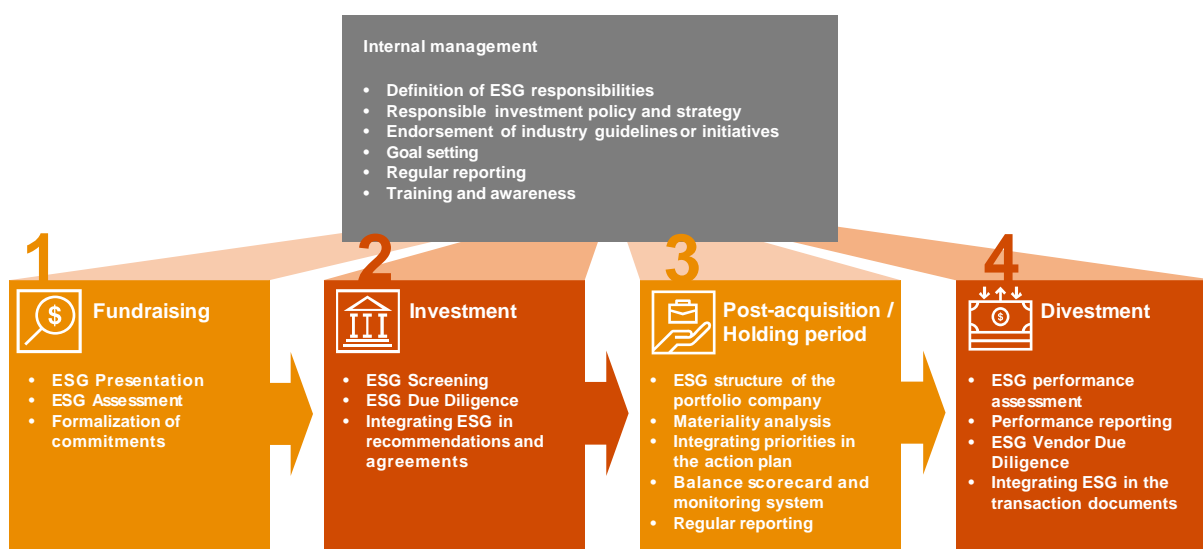 Internal management
• Definition of ESG responsibilities
• Responsible investment policy and strategy
• Endorsement of industry guidelines or initiatives
• Goal setting
• Regular reporting
• Training and awareness
1
$
Fundraising
• ESG Presentation
• ESG Assessment
• Formalization of
commitments
2
Investment
• ESG Screening
• ESG Due Diligence
• Integrating ESG in
recommendations and
agreements
3
Post-acquisition /
Holding period
• ESG structure of the
portfolio company
• Materiality analysis
• Integrating priorities in
the action plan
• Balance scorecard and
monitoring system
• Regular reporting
4
$
Divestment
• ESG performance
assessment
• Performance reporting
• ESG Vendor Due
Diligence
• Integrating ESG in the
transaction documents